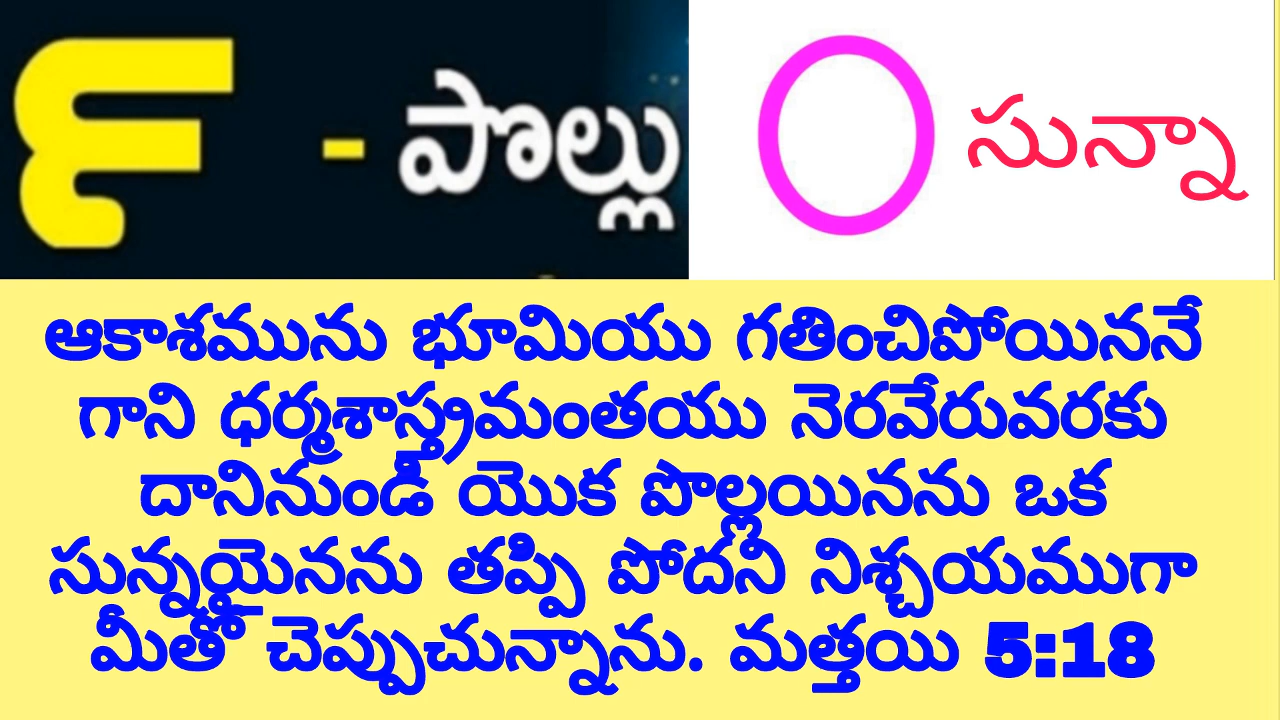 ్ - పొల్లు
ం సున్నా
ఆకాశమును భూమియు గతించిపోయిననే
గాని ధర్మశాస్త్రమంతయు నెరవేరువరకు
దానినుండి యొక పొల్లయినను ఒక
సున్నయైనను తప్పి పోదని నిశ్చయముగా
మీతో చెప్పుచున్నాను. మత్తయి 5:18